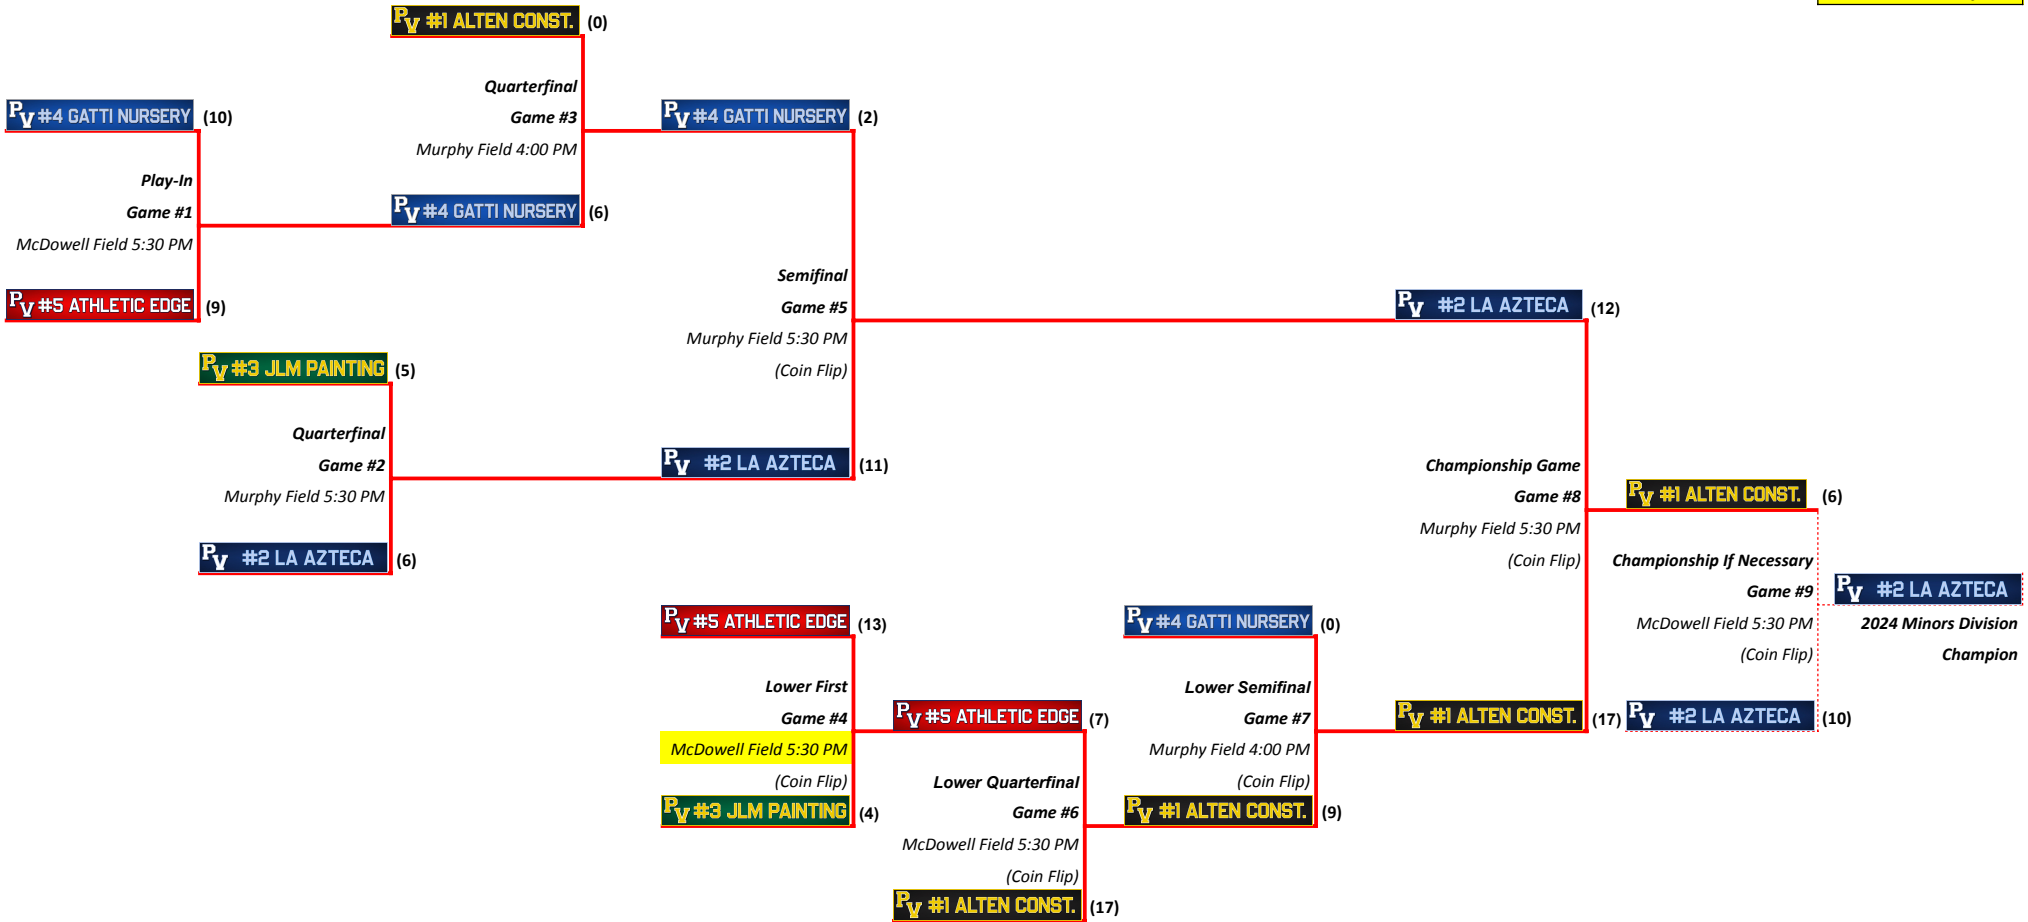 PV #1 ALTEN CONST. (0)
Quarterfinal
Game #3
Murphy Field 4:00 PM
PV #4 GATTI NURSERY (6)
PV #4 GATTI NURSERY (10)
Play-In
Game #1
McDowell Field 5:30 PM
PV #5 ATHLETIC EDGE (9)
PV #3 JLM PAINTING (5)
Quarterfinal
Game #2
Murphy Field 5:30 PM
PV #2 LA AZTECA (6)
PV #4 GATTI NURSERY (2)
Semifinal
Game #5
Murphy Field 5:30 PM
(Coin Flip)
PV #2 LA AZTECA (11)
PV #5 ATHLETIC EDGE (13)
Lower First
Game #4
McDowell Field 5:30 PM
(Coin Flip)
PV #3 JLM PAINTING (4)
PV #5 ATHLETIC EDGE (7)
Lower Quarterfinal
Game #6
McDowell Field 5:30 PM
(Coin Flip)
PV #1 ALTEN CONST. (17)
PV #4 GATTI NURSERY (0)
Lower Semifinal
Game #7
Murphy Field 4:00 PM
(Coin Flip)
PV #1 ALTEN CONST. (9)
PV #2 LA AZTECA (12)
Championship Game
Game #8
Murphy Field 5:30 PM
(Coin Flip)
PV #1 ALTEN CONST. (17)
PV #1 ALTEN CONST. (6)
Championship If Necessary
Game #9
McDowell Field 5:30 PM
(Coin Flip)
PV #2 LA AZTECA (10)
PV #2 LA AZTECA
2024 Minors Division
Champion